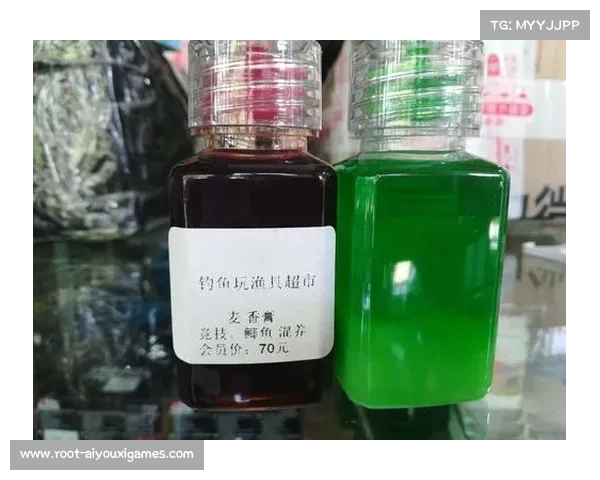 TG: MYYJJPP
钓鱼玩渔具超市
麦香膏
竞技，鲫鱼 混养
会员价：70元
www.root-aiyouxigames.com